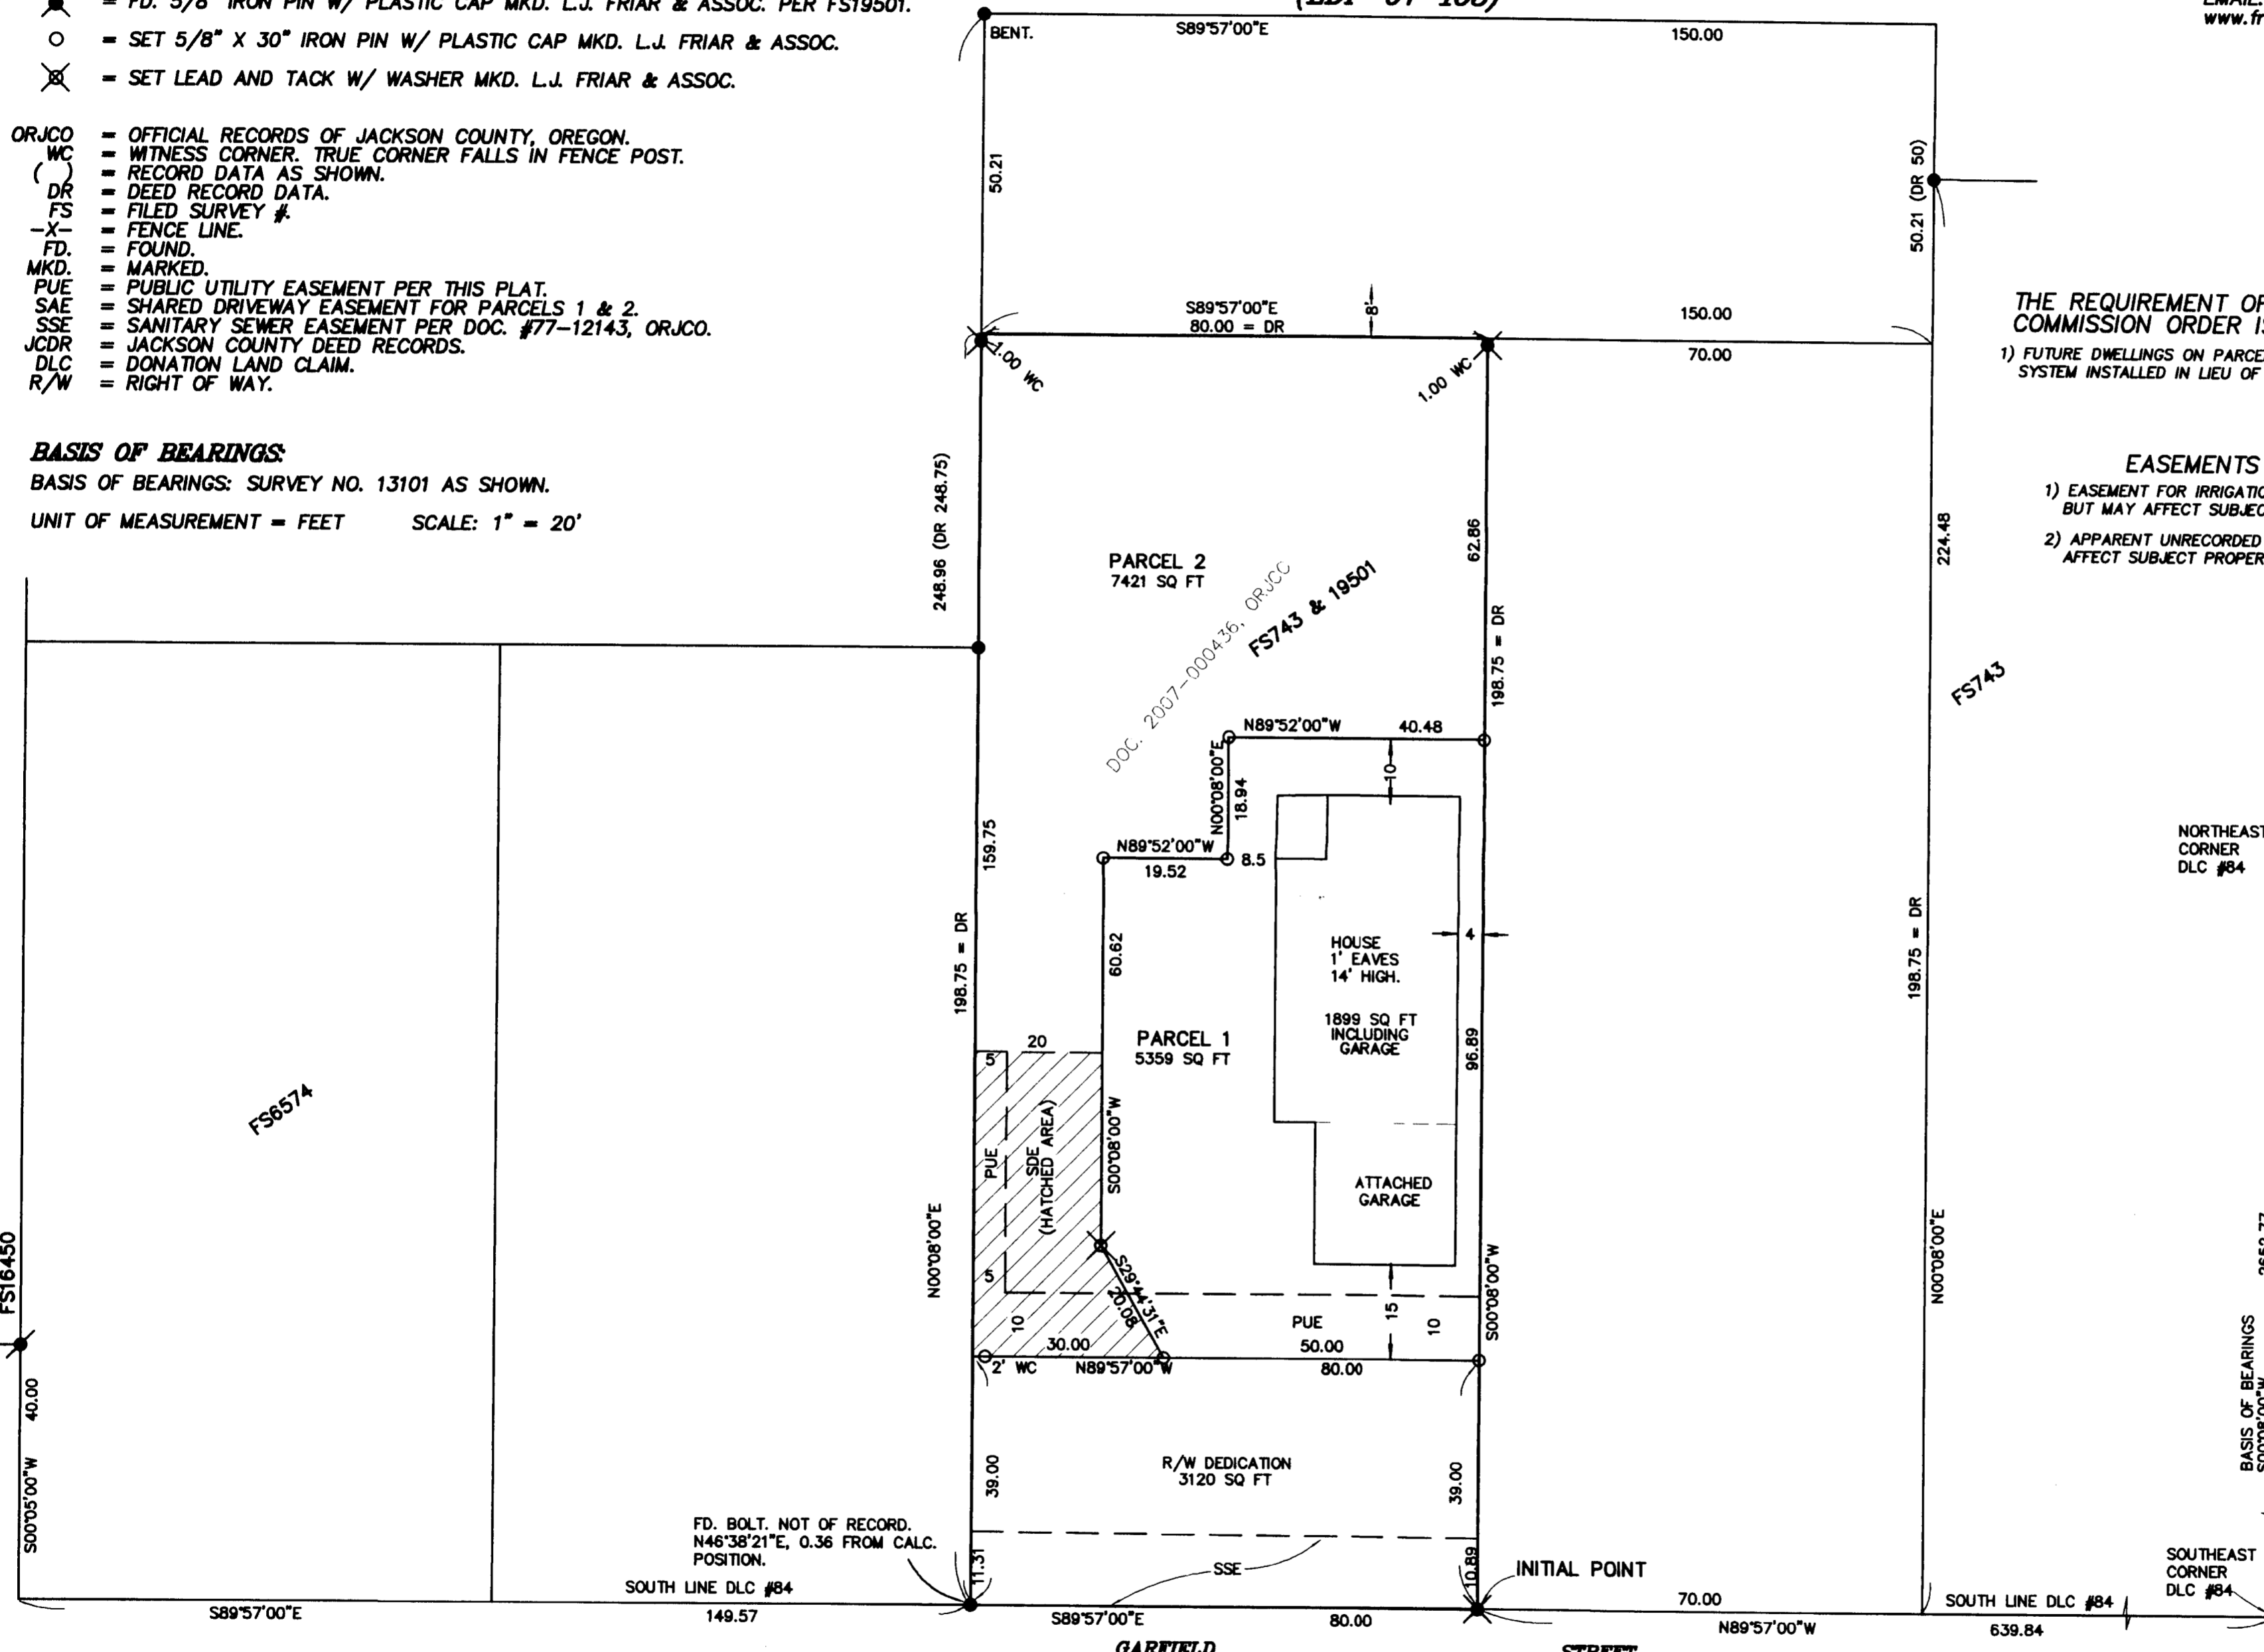 = FD. 5/8" IRON PIN W/ PLASTIC CAP MKD. L.J. FRIAR & ASSOC. PER FS19501.
= SET 5/8" X 30" IRON PIN W/ PLASTIC CAP MKD. L.J. FRIAR & ASSOC.
= SET LEAD AND TACK W/ WASHER MKD. L.J. FRIAR & ASSOC.
ORJCO = OFFICIAL RECORDS OF JACKSON COUNTY, OREGON.
WC = WITNESS CORNER. TRUE CORNER FALLS IN FENCE POST.
( ) = RECORD DATA AS SHOWN.
DR = DEED RECORD DATA.
FS = FILED SURVEY #.
-X- = FENCE LINE.
FD. = FOUND.
MKD. = MARKED.
PUE = PUBLIC UTILITY EASEMENT PER THIS PLAT.
SAE = SHARED DRIVEWAY EASEMENT FOR PARCELS 1 & 2.
SSE = SANITARY SEWER EASEMENT PER DOC. #77-12143, ORJCO.
JCDR = JACKSON COUNTY DEED RECORDS.
DLC = DONATION LAND CLAIM.
R/W = RIGHT OF WAY.
BASIS OF BEARINGS:
BASIS OF BEARINGS: SURVEY NO. 13101 AS SHOWN.
UNIT OF MEASUREMENT = FEET SCALE: 1" = 20'
www.fr
BENT.
S89°57'00"E
150.00
50.21
50.21 (DR 50)
S89°57'00"E
80.00 = DR
8'
150.00
70.00
1.00 WC
1.00 WC
THE REQUIREMENT OF
COMMISSION ORDER IS
1) FUTURE DWELLINGS ON PARCE
SYSTEM INSTALLED IN LIEU OF
EASEMENTS
1) EASEMENT FOR IRRIGATIO
BUT MAY AFFECT SUBJEC
2) APPARENT UNRECORDED
AFFECT SUBJECT PROPER
248.96 (DR 248.75)
PARCEL 2
7421 SQ FT
DOC. 2007-000436, ORJCO
FS743 & 19501
62.86
198.75 = DR
224.48
FS743
N89°52'00"W
40.48
N00°08'00"E
18.94
10
N89°52'00"W
19.52
8.5
159.75
198.75 = DR
60.62
HOUSE
1' EAVES
14' HIGH.
1899 SQ FT
INCLUDING
GARAGE
4
96.89
198.75 = DR
NORTHEAST
CORNER
DLC #84
PARCEL 1
5359 SQ FT
20
5
PUE
SDE
(HATCHED AREA)
S00°08'00"W
ATTACHED
GARAGE
FS6574
FS16450
N00°08'00"E
5
10
S29°44'31"E
20.08
PUE
15
10
S00°08'00"W
N00°08'00"E
30.00
50.00
2' WC
N89°57'00"W
80.00
40.00
S00°05'00"W
39.00
R/W DEDICATION
3120 SQ FT
39.00
BASIS OF BEARINGS
S00°08'00"W
FD. BOLT. NOT OF RECORD.
N46°38'21"E, 0.36 FROM CALC.
POSITION.
11.31
SSE
10.89
INITIAL POINT
SOUTHEAST
CORNER
DLC #84
SOUTH LINE DLC #84
S89°57'00"E
149.57
S89°57'00"E
80.00
70.00
N89°57'00"W
SOUTH LINE DLC #84
639.84
GARFIELD STREET